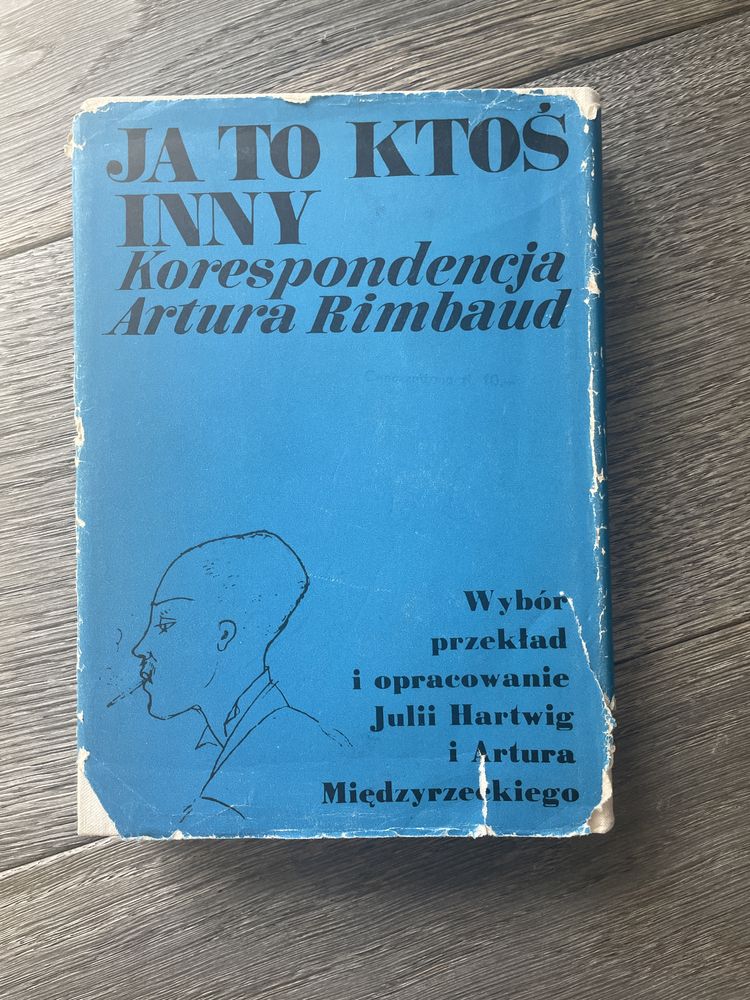 JA TO KTOŚ
INNY
Korespondencja
Artura Rimbaud
Wybór
przekład
i opracowanie
Julii Hartwig
i Artura
Międzyrzeckiego